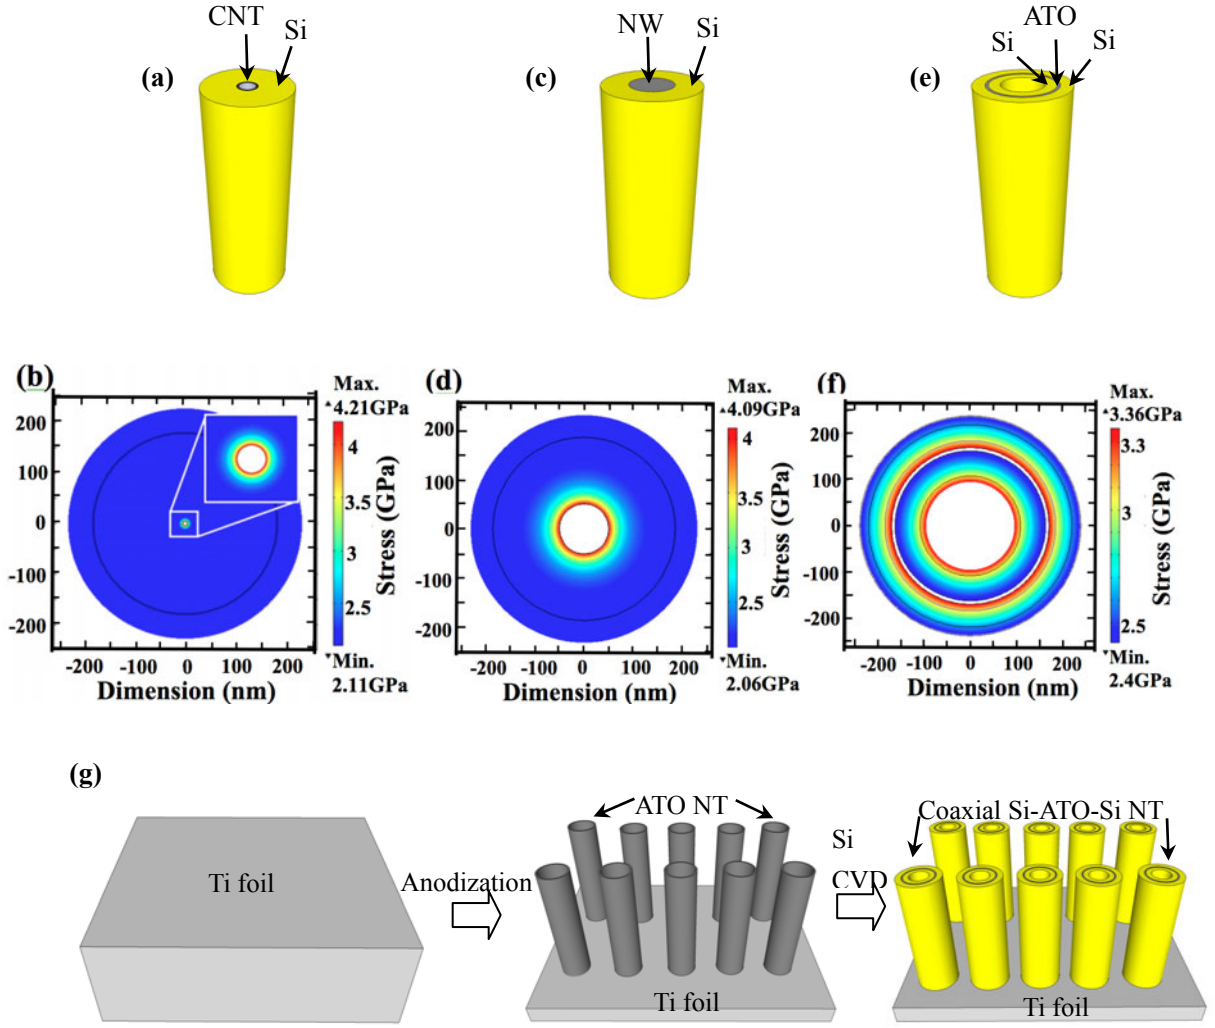 CNT
Si
(a)
NW
Si
(c)
ATO
Si
Si
(e)
(b)
Max.
4.21GPa
4
3.5
3
2.5
Min.
2.11GPa
Stress (GPa)
200
100
0
-100
-200
-200 -100 0 100 200
Dimension (nm)
(d)
Max.
4.09GPa
4
3.5
3
2.5
Min.
2.06GPa
Stress (GPa)
200
100
0
-100
-200
-200 -100 0 100 200
Dimension (nm)
(f)
Max.
3.36GPa
3.3
3
2.5
Min.
2.4GPa
Stress (GPa)
200
100
0
-100
-200
-200 -100 0 100 200
Dimension (nm)
(g)
Ti foil
Anodization
ATO NT
Ti foil
Si
CVD
Coaxial Si-ATO-Si NT
Ti foil